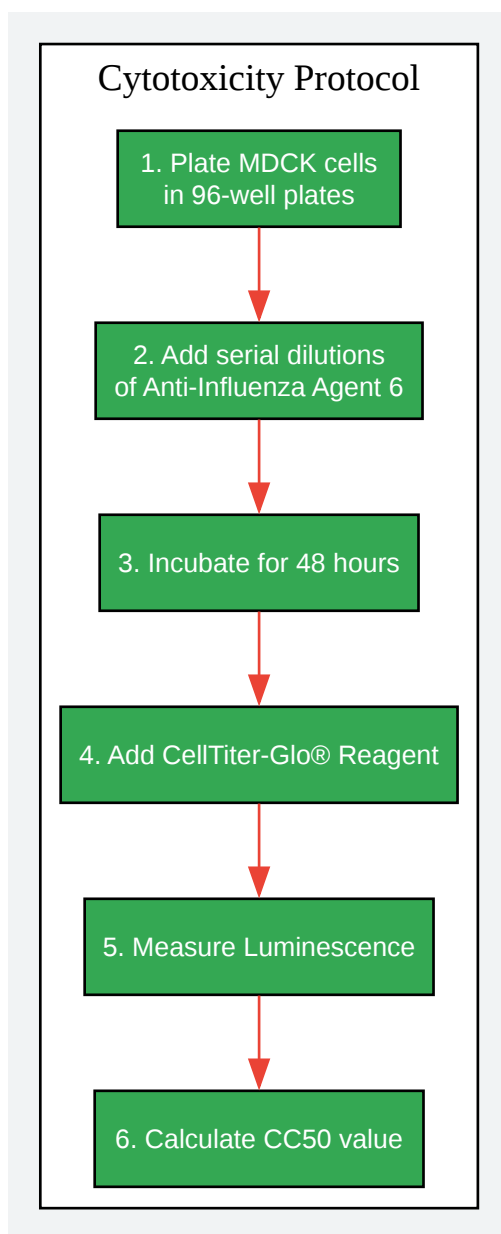 Cytotoxicity Protocol
1. Plate MDCK cells
in 96-well plates
2. Add serial dilutions
of Anti-Influenza Agent 6
3. Incubate for 48 hours
4. Add CellTiter-Glo® Reagent
5. Measure Luminescence
6. Calculate CC50 value